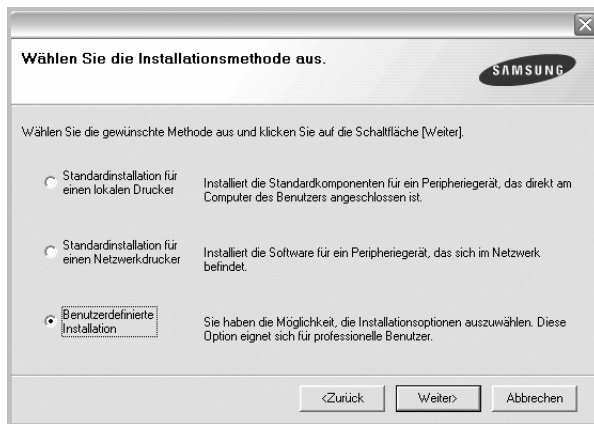 Wählen Sie die Installationsmethode aus.
SAMSUNG
Wählen Sie die gewünschte Methode aus und klicken Sie auf die Schaltfläche [Weiter].
Standardinstallation für
einen lokalen Drucker
Installiert die Standardkomponenten für ein Peripheriegerät, das direkt am
Computer des Benutzers angeschlossen ist.
Standardinstallation für
einen Netzwerkdrucker
Installiert die Software für ein Peripheriegerät, das sich im Netzwerk
befindet.
Benutzerdefinierte
Installation
Sie haben die Möglichkeit, die Installationsoptionen auszuwählen. Diese
Option eignet sich für professionelle Benutzer.
<Zurück
Weiter>
Abbrechen